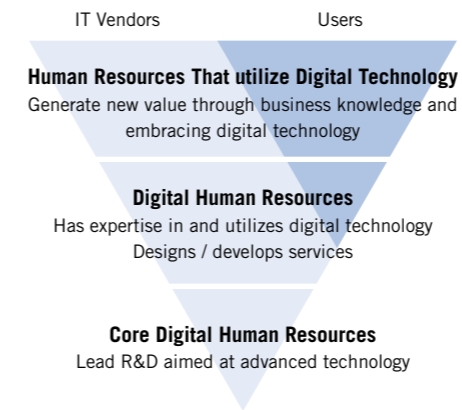 IT Vendors Users
Human Resources That utilize Digital Technology
Generate new value through business knowledge and
embracing digital technology
Digital Human Resources
Has expertise in and utilizes digital technology
Designs / develops services
Core Digital Human Resources
Lead R&D aimed at advanced technology